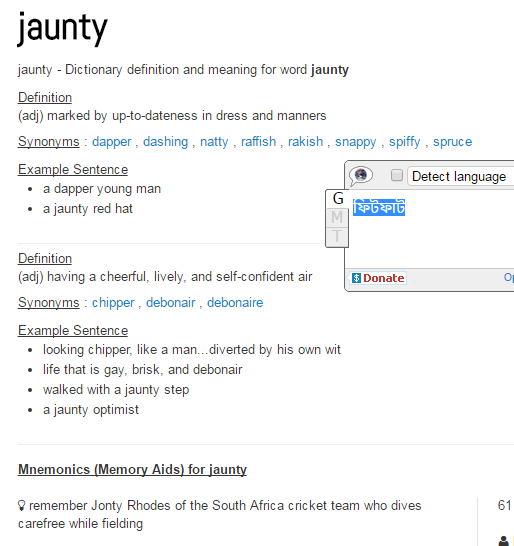 jaunty
jaunty - Dictionary definition and meaning for word jaunty
Definition
(adj) marked by up-to-dateness in dress and manners
Synonyms : dapper , dashing , natty , raffish , rakish , snappy , spiffy , spruce
Example Sentence
a dapper young man
a jaunty red hat
Detect language
G
M
T
ফিটফাট
Donate
Definition
(adj) having a cheerful, lively, and self-confident air
Synonyms : chipper , debonair , debonaire
Example Sentence
looking chipper, like a man...diverted by his own wit
life that is gay, brisk, and debonair
walked with a jaunty step
a jaunty optimist
Mnemonics (Memory Aids) for jaunty
remember Jonty Rhodes of the South Africa cricket team who dives
carefree while fielding
61